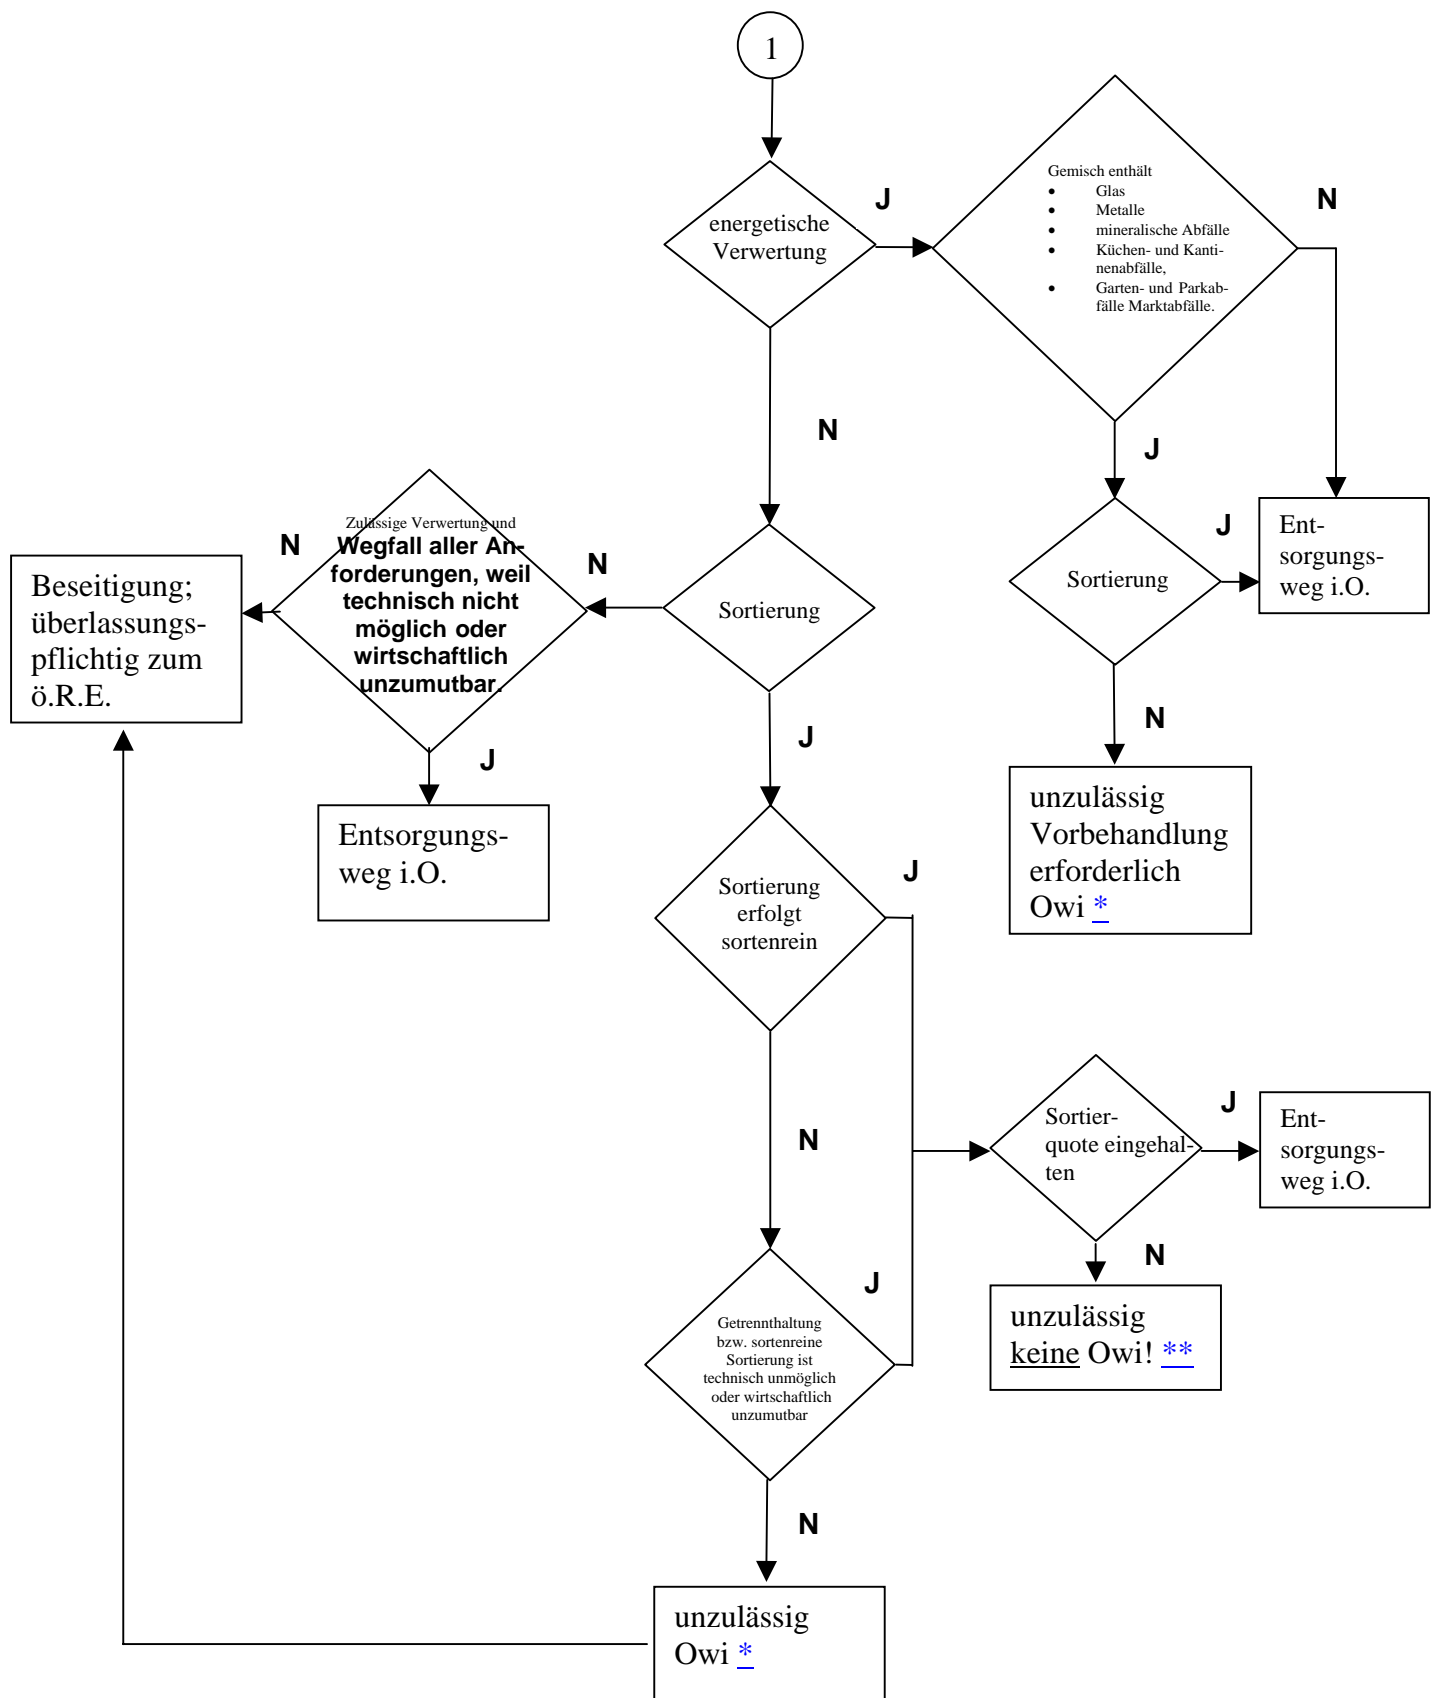 1
energetische
Verwertung
J
Gemisch enthält
• Glas
• Metalle
• mineralische Abfälle
• Küchen- und Kanti-
nenabfälle,
• Garten- und Parkab-
fälle Marktabfälle.
N
N
J
Sortierung
J
Ent-
sorgungs-
weg i.O.
N
unzulässig
Vorbehandlung
erforderlich
Owi *
Sortierung
N
Zulässige Verwertung und
Wegfall aller An-
forderungen, weil
technisch nicht
möglich oder
wirtschaftlich
unzumutbar.
N
Beseitigung;
überlassungs-
pflichtig zum
ö.R.E.
J
Entsorgungs-
weg i.O.
J
Sortierung
erfolgt
sortenrein
J
N
Sortier-
quote eingehal-
ten
J
Ent-
sorgungs-
weg i.O.
N
unzulässig
keine Owi! **
Getrennthaltung
bzw. sortenreine
Sortierung ist
technisch unmöglich
oder wirtschaftlich
unzumutbar
J
N
unzulässig
Owi *